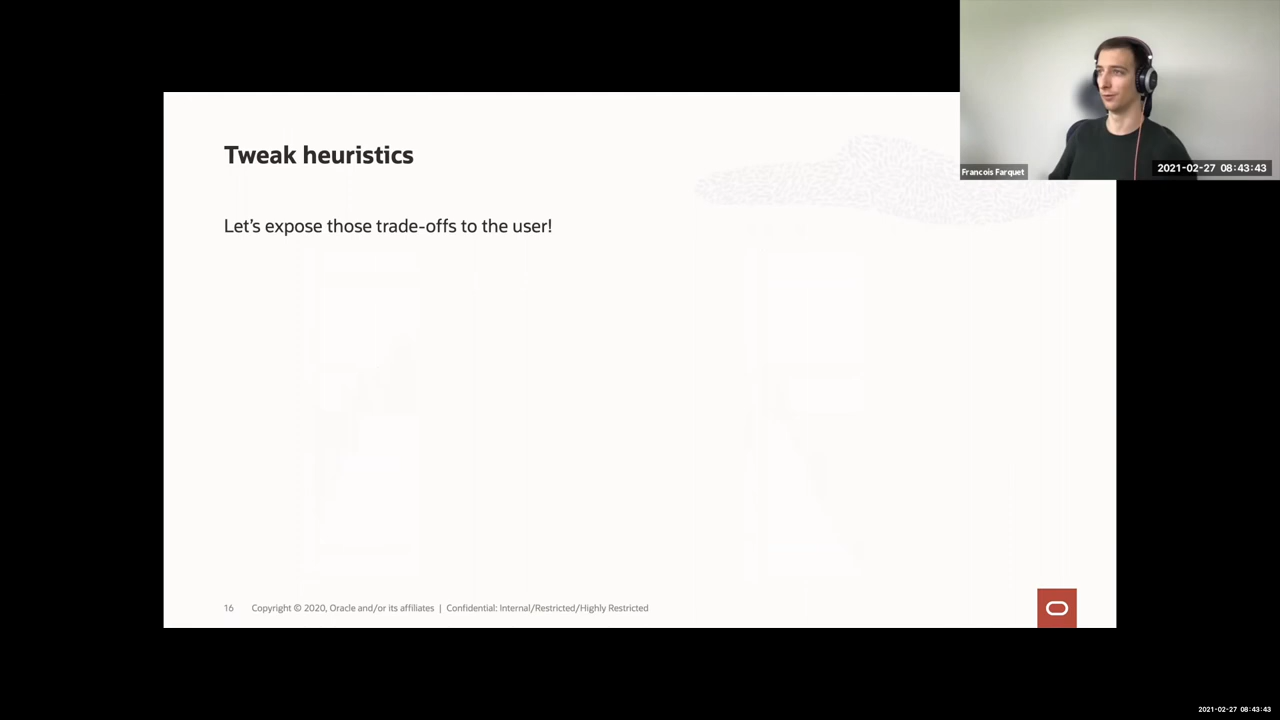 Tweak heuristics
Let's expose those trade-offs to the user!
16 Copyright © 2020, Oracle and/or its affiliates | Confidential: Internal/Restricted/Highly Restricted
Francois Farquet
2021-02-27 08:43:43
2021-02-27 08:43:43